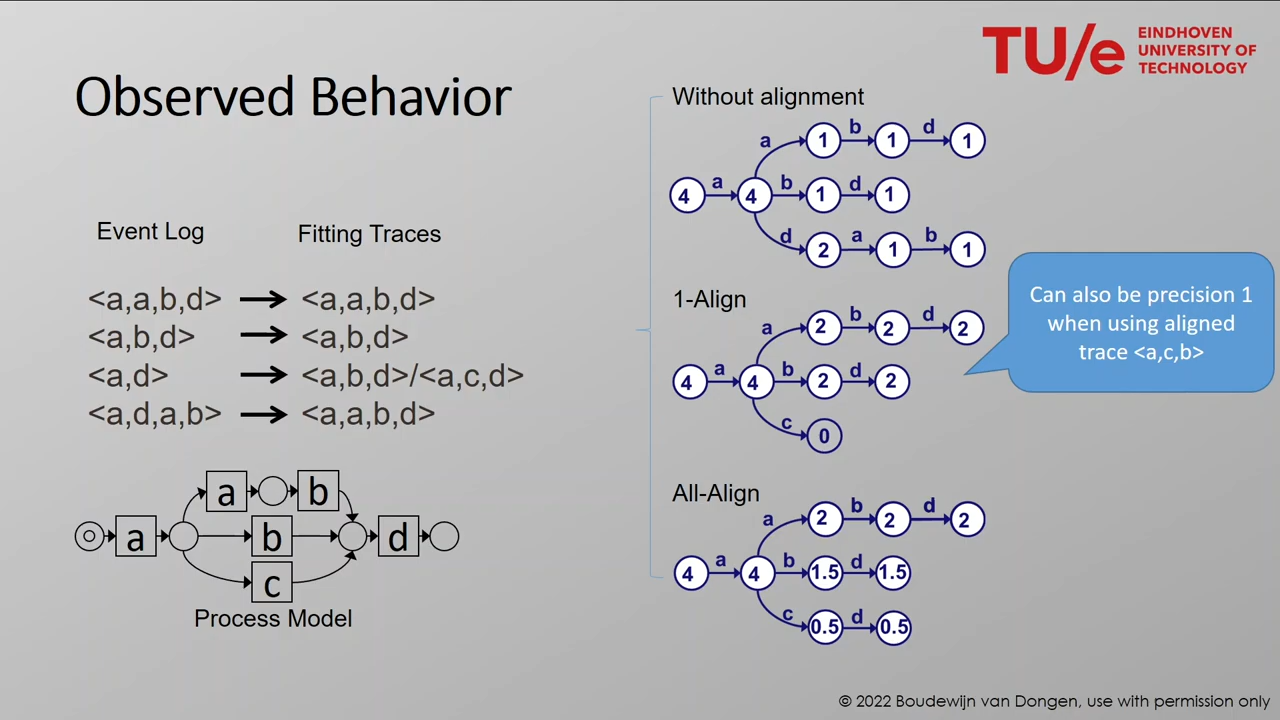 Observed Behavior
TU/e
EINDHOVEN
UNIVERSITY OF
TECHNOLOGY
Event Log
Fitting Traces
<a,a,b,d> → <a,a,b,d>
<a,b,d> → <a,b,d>
<a,d> → <a,b,d>/<a,c,d>
<a,d,a,b> → <a,a,b,d>
a b
a b d
c
Process Model
Without alignment
a 1 b 1 d 1
4 a 4 b 1 d 1
d 2 a 1 b 1
1-Align
a 2 b 2 d 2
4 a 4 b 2 d 2
c 0
All-Align
a 2 b 2 d 2
4 a 4 b 1.5 d 1.5
c 0.5 d 0.5
Can also be precision 1
when using aligned
trace <a,c,b>
© 2022 Boudewijn van Dongen, use with permission only